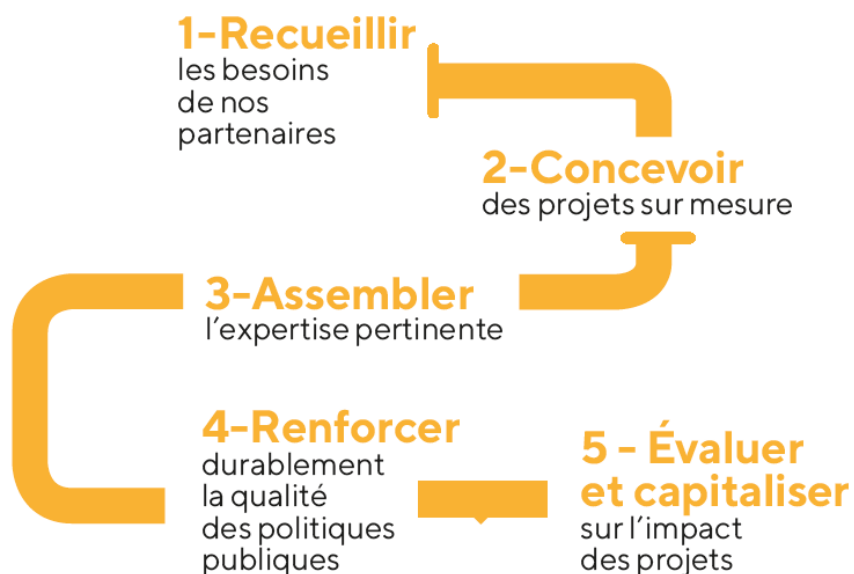 1-Recueillir
les besoins
de nos
partenaires
2-Concevoir
des projets sur mesure
3-Assembler
l’expertise pertinente
4-Renforcer
durablement
la qualité
des politiques
publiques
5 - Évaluer
et capitaliser
sur l’impact
des projets